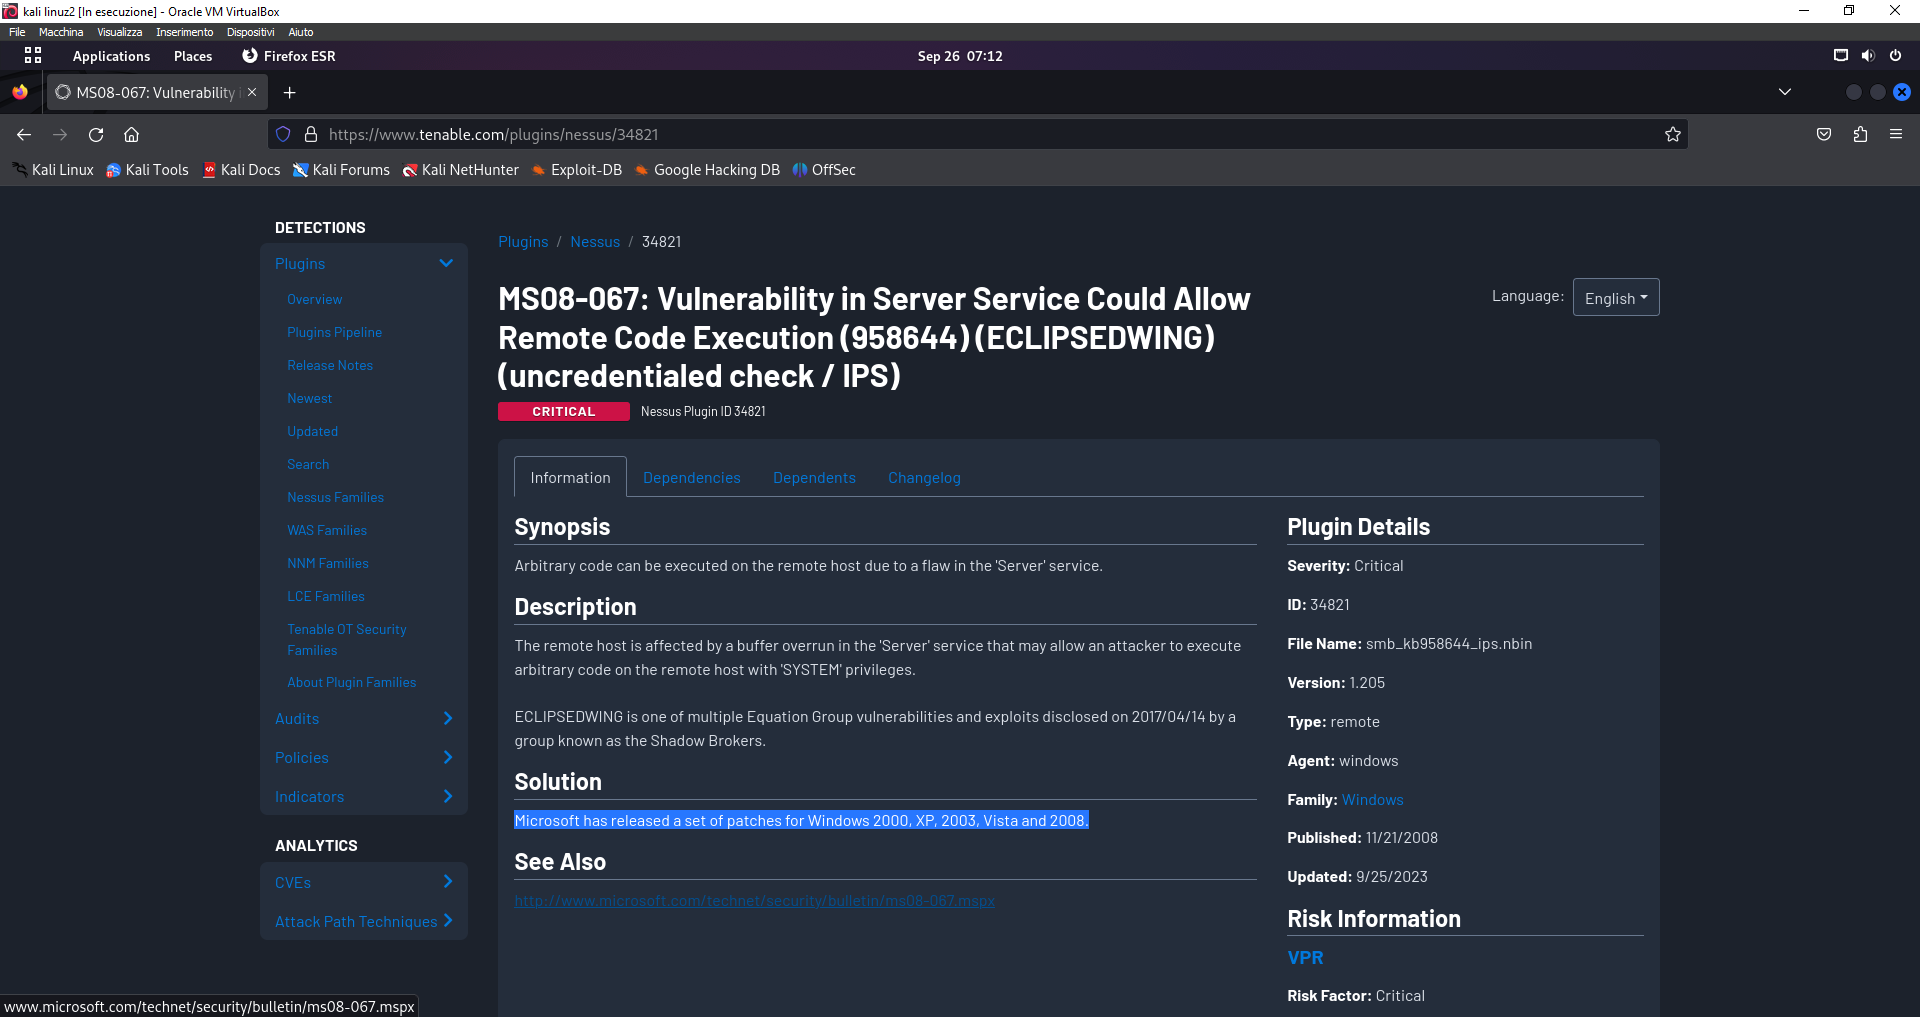 kali linuz2 [In esecuzione] - Oracle VM VirtualBox
File Macchina Visualizza Inserimento Dispositivi Aiuto
Applications Places Firefox ESR Sep 26 07:12
MS08-067: Vulnerability i
https://www.tenable.com/plugins/nessus/34821
Kali Linux Kali Tools Kali Docs Kali Forums Kali NetHunter Exploit-DB Google Hacking DB OffSec
DETECTIONS
Plugins
Overview
Plugins Pipeline
Release Notes
Newest
Updated
Search
Nessus Families
WAS Families
NNM Families
LCE Families
Tenable OT Security
Families
About Plugin Families
Audits
Policies
Indicators
ANALYTICS
CVEs
Attack Path Techniques
Plugins / Nessus / 34821
MS08-067: Vulnerability in Server Service Could Allow
Remote Code Execution (958644) (ECLIPSEDWING)
(uncredentialed check / IPS)
Language: English
CRITICAL Nessus Plugin ID 34821
Information Dependencies Dependents Changelog
Synopsis
Arbitrary code can be executed on the remote host due to a flaw in the 'Server' service.
Description
The remote host is affected by a buffer overrun in the 'Server' service that may allow an attacker to execute
arbitrary code on the remote host with 'SYSTEM' privileges.
ECLIPSEDWING is one of multiple Equation Group vulnerabilities and exploits disclosed on 2017/04/14 by a
group known as the Shadow Brokers.
Solution
Microsoft has released a set of patches for Windows 2000, XP, 2003, Vista and 2008.
See Also
http://www.microsoft.com/technet/security/bulletin/ms08-067.mspx
Plugin Details
Severity: Critical
ID: 34821
File Name: smb_kb958644_ips.nbin
Version: 1.205
Type: remote
Agent: windows
Family: Windows
Published: 11/21/2008
Updated: 9/25/2023
Risk Information
VPR
Risk Factor: Critical
www.microsoft.com/technet/security/bulletin/ms08-067.mspx